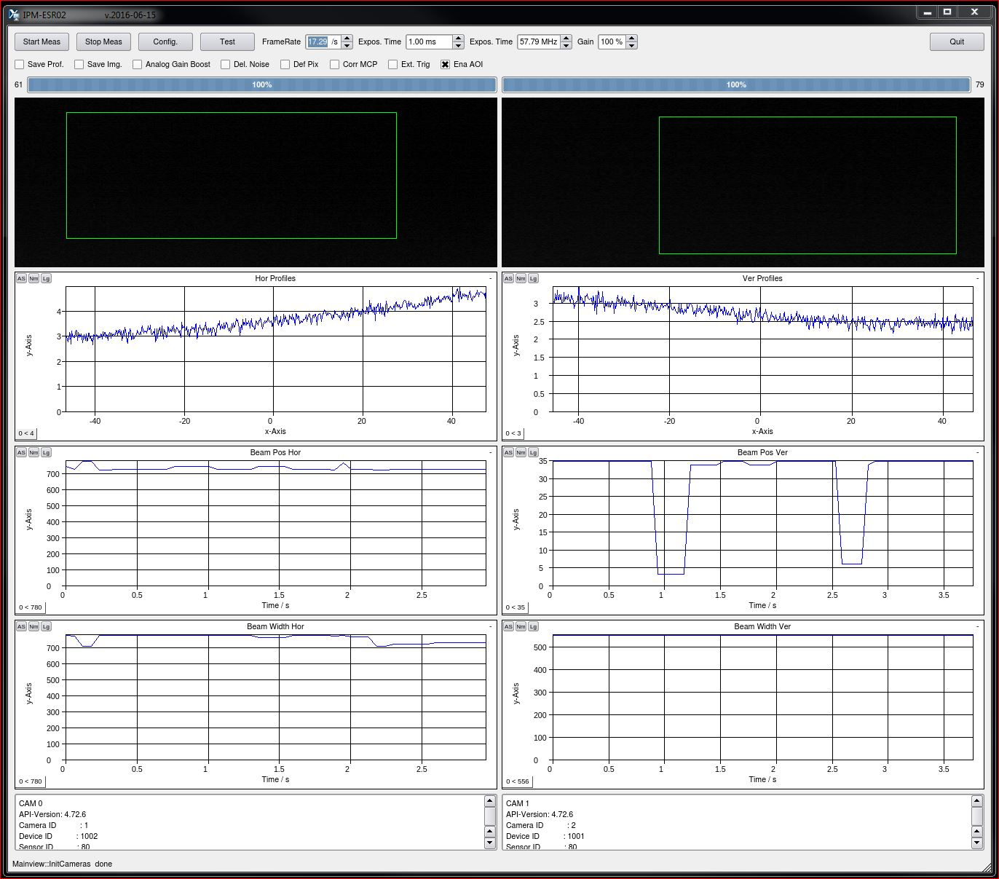 IPM-ESR02 v.2016-06-15
Start Meas Stop Meas Config. Test FrameRate 17.29 /s Expos. Time 1.00 ms Expos. Time 57.79 MHz Gain 100 % Quit
Save Prof. Save Img. Analog Gain Boost Del. Noise Def Pix Corr MCP Ext. Trig Ena AOI
61 100% 100% 79
AS Nm Lg Hor Profiles -
4
3
2
1
0
y-Axis
-40 -20 0 20 40
x-Axis
0 < 4
AS Nm Lg Ver Profiles -
3
2.5
2
1.5
1
0.5
0
y-Axis
-40 -20 0 20 40
x-Axis
0 < 3
AS Nm Lg Beam Pos Hor -
700
600
500
400
300
200
100
0
y-Axis
0 0.5 1 1.5 2 2.5
Time / s
0 < 780
AS Nm Lg Beam Pos Ver -
35
30
25
20
15
10
5
0
y-Axis
0 0.5 1 1.5 2 2.5 3 3.5
Time / s
0 < 35
AS Nm Lg Beam Width Hor -
700
600
500
400
300
200
100
0
y-Axis
0 0.5 1 1.5 2 2.5
Time / s
0 < 780
AS Nm Lg Beam Width Ver -
500
400
300
200
100
0
y-Axis
0 0.5 1 1.5 2 2.5 3 3.5
Time / s
0 < 556
CAM 0
API-Version: 4.72.6
Camera ID : 1
Device ID : 1002
Sensor ID : 80
CAM 1
API-Version: 4.72.6
Camera ID : 2
Device ID : 1001
Sensor ID : 80
Mainview::InitCameras done